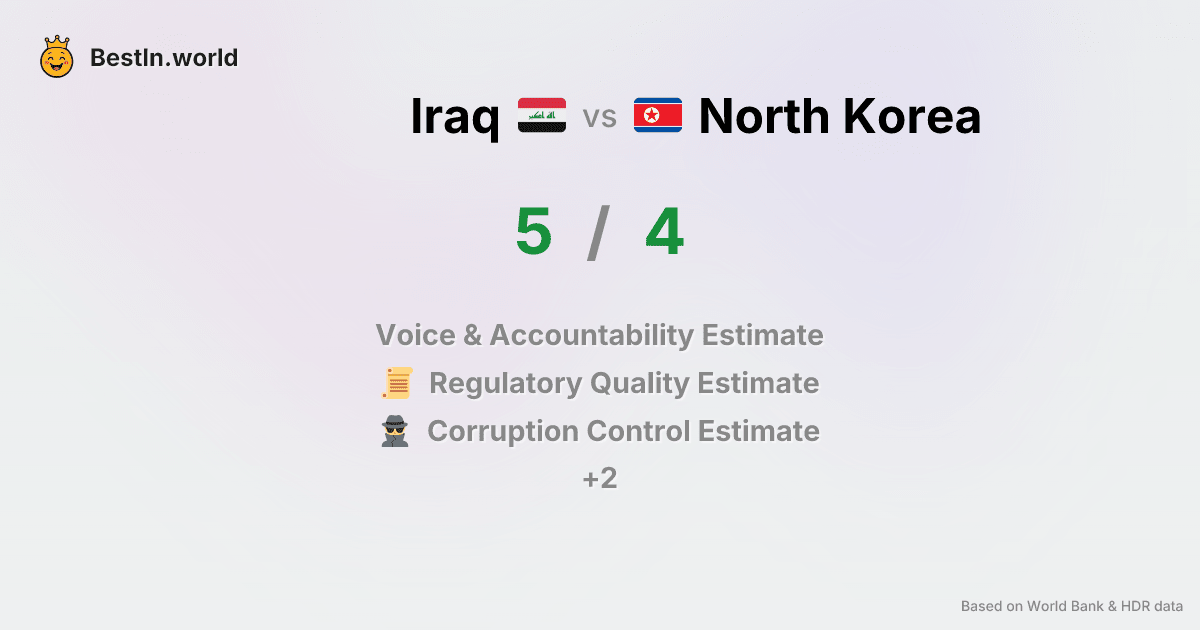 BestIn.world
Iraq vs North Korea
5 / 4
Voice & Accountability Estimate
Regulatory Quality Estimate
Corruption Control Estimate
+2
Based on World Bank & HDR data